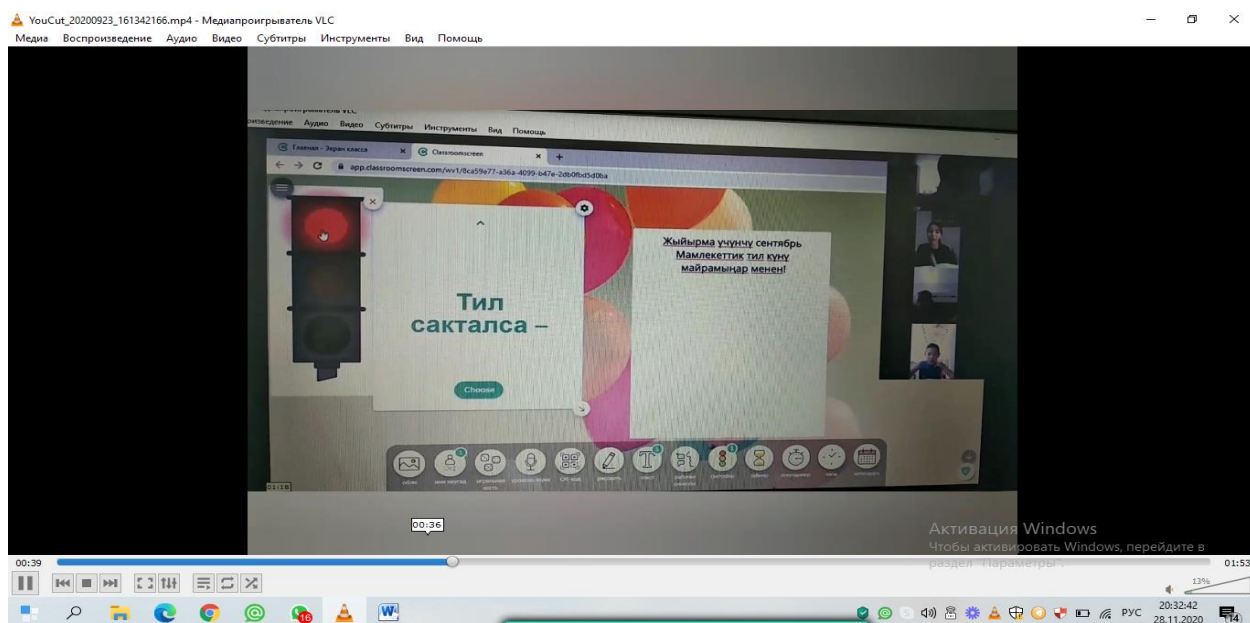 YouCut_20200923_161342166.mp4 - Медиапроигрыватель VLC
Медиа Воспроизведение Аудио Видео Субтитры Инструменты Вид Помощь
Аудио Видео Субтитры Инструменты Вид Помощь
Главная - Экран класса Classroomscreen
app.classroomscreen.com/wv1/8ca59e77-a36a-4099-b47e-2db0fbd5d0ba
Жыйырма үчүнчү сентябрь
Мамлекеттик тил күнү
майрамыңар менен!
Тил
сакталса –
Choose
01:18
00:36
Активация Windows
Чтобы активировать Windows, перейдите в
раздел "Параметры".
00:39
01:53
13%
16
W
РУС
20:32:42
28.11.2020
14